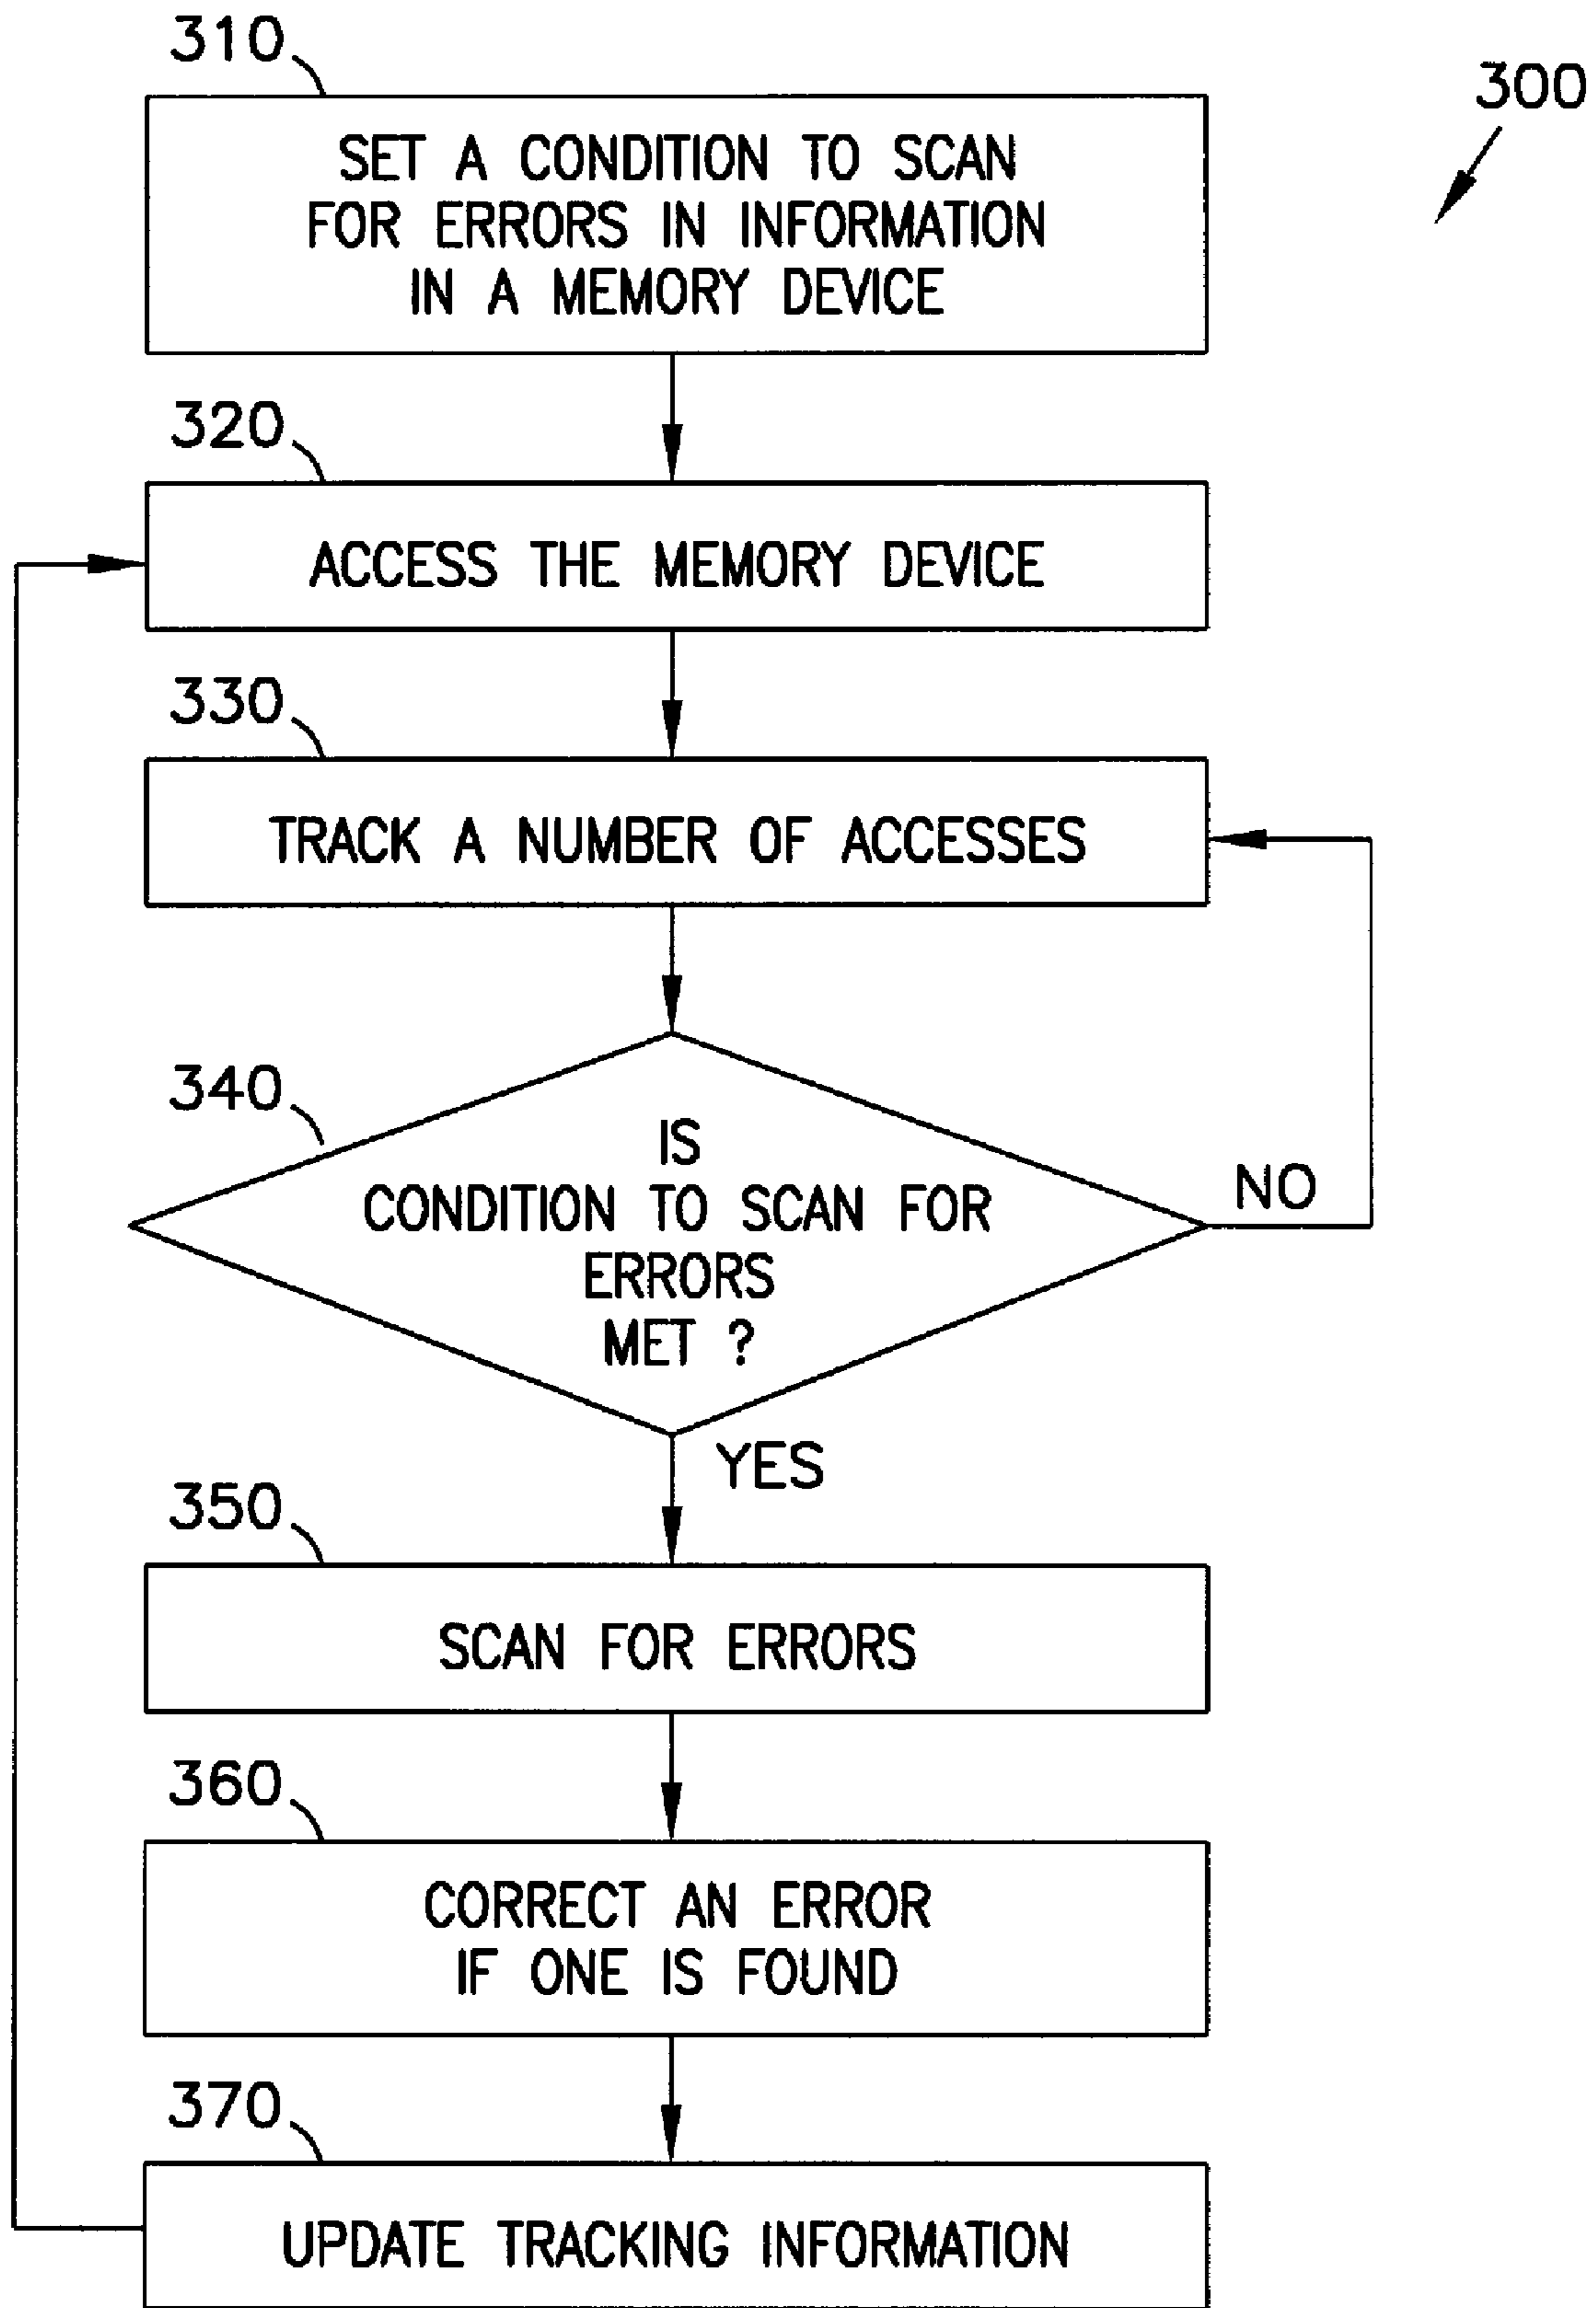 310
300
SET A CONDITION TO SCAN
FOR ERRORS IN INFORMATION
IN A MEMORY DEVICE
320
ACCESS THE MEMORY DEVICE
330
TRACK A NUMBER OF ACCESSES
340
IS
CONDITION TO SCAN FOR
ERRORS
MET ?
NO
YES
350
SCAN FOR ERRORS
360
CORRECT AN ERROR
IF ONE IS FOUND
370
UPDATE TRACKING INFORMATION